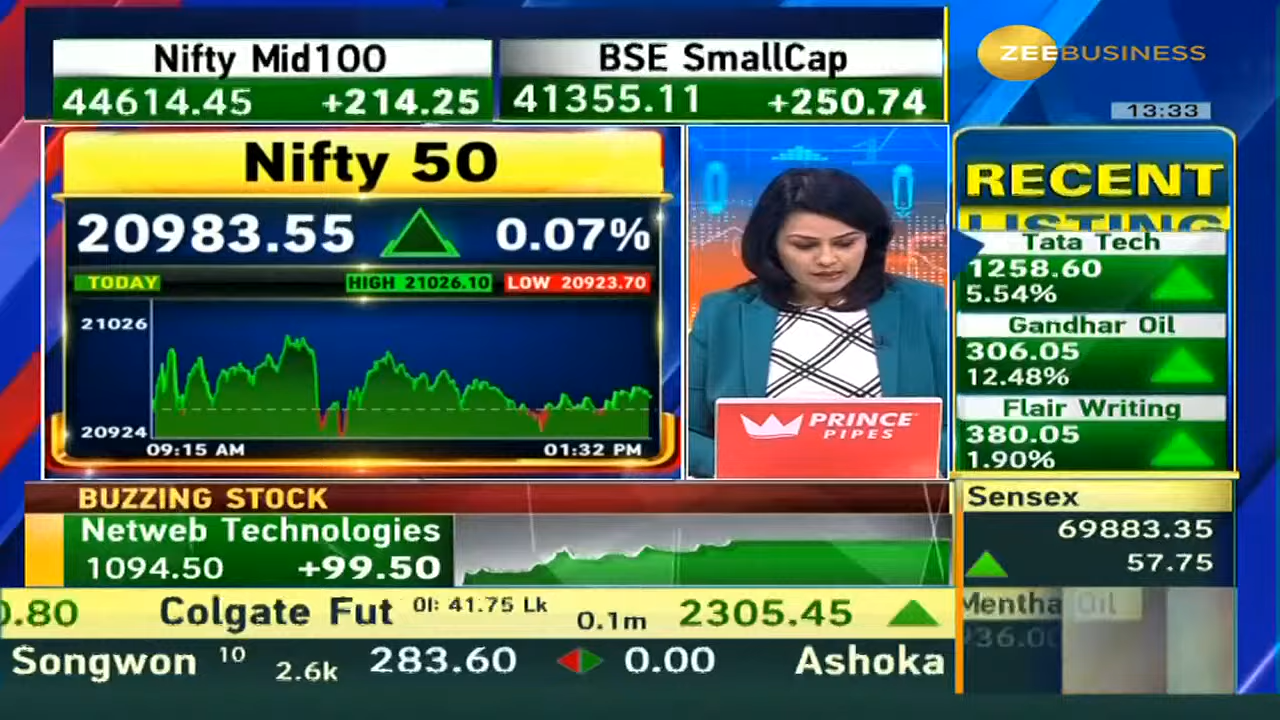 Nifty Mid100
44614.45 +214.25
BSE SmallCap
41355.11 +250.74
ZEEBUSINESS
13:33
Nifty 50
20983.55 0.07%
TODAY HIGH 21026.10 LOW 20923.70
21026
20924
09:15 AM 01:32 PM
PRINCE
PIPES
RECENT
LISTING
Tata Tech
1258.60
5.54%
Gandhar Oil
306.05
12.48%
Flair Writing
380.05
1.90%
BUZZING STOCK
Netweb Technologies
1094.50 +99.50
Sensex
69883.35
57.75
Mentha Oil
0.80 Colgate Fut OI: 41.75 Lk 0.1m 2305.45
Songwon 10 2.6k 283.60 0.00 Ashoka